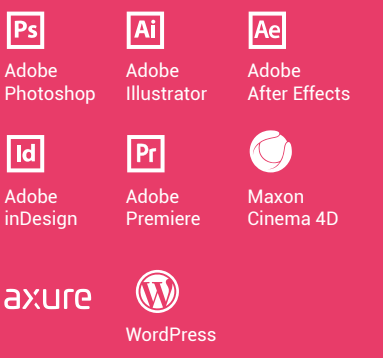 Ps
Adobe
Photoshop
Ai
Adobe
Illustrator
Ae
Adobe
After Effects
Id
Adobe
inDesign
Pr
Adobe
Premiere
Maxon
Cinema 4D
axure
W
WordPress